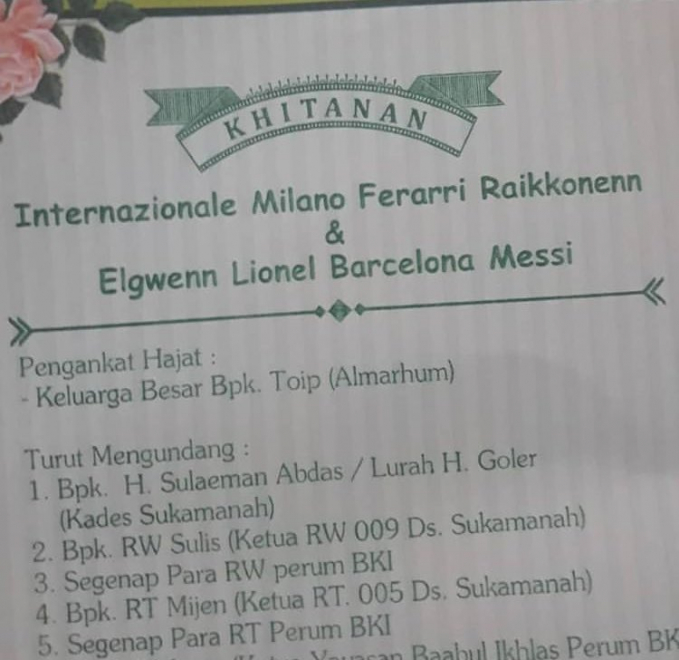 KHITANAN
Internazionale Milano Ferarri Raikkonenn
&
Elgwenn Lionel Barcelona Messi
Pengankat Hajat :
- Keluarga Besar Bpk. Toip (Almarhum)
Turut Mengundang :
1. Bpk. H. Sulaeman Abdas / Lurah H. Goler
(Kades Sukamanah)
2. Bpk. RW Sulis (Ketua RW 009 Ds. Sukamanah)
3. Segenap Para RW perum BKI
4. Bpk. RT Mijen (Ketua RT. 005 Ds. Sukamanah)
5. Segenap Para RT Perum BKI
Baabul Ikhlas Perum BK